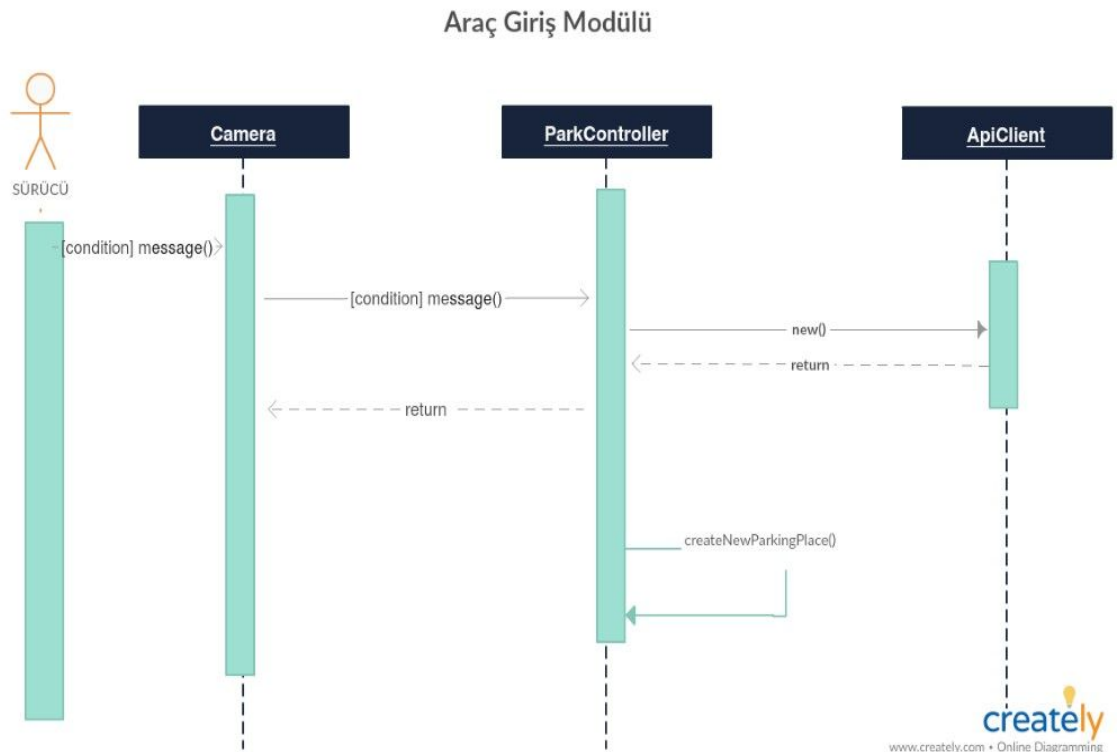 Araç Giriş Modülü
SÜRÜCÜ
Camera
ParkController
ApiClient
[condition] message()
[condition] message()
new()
return
return
createNewParkingPlace()
creately
www.creately.com • Online Diagramming